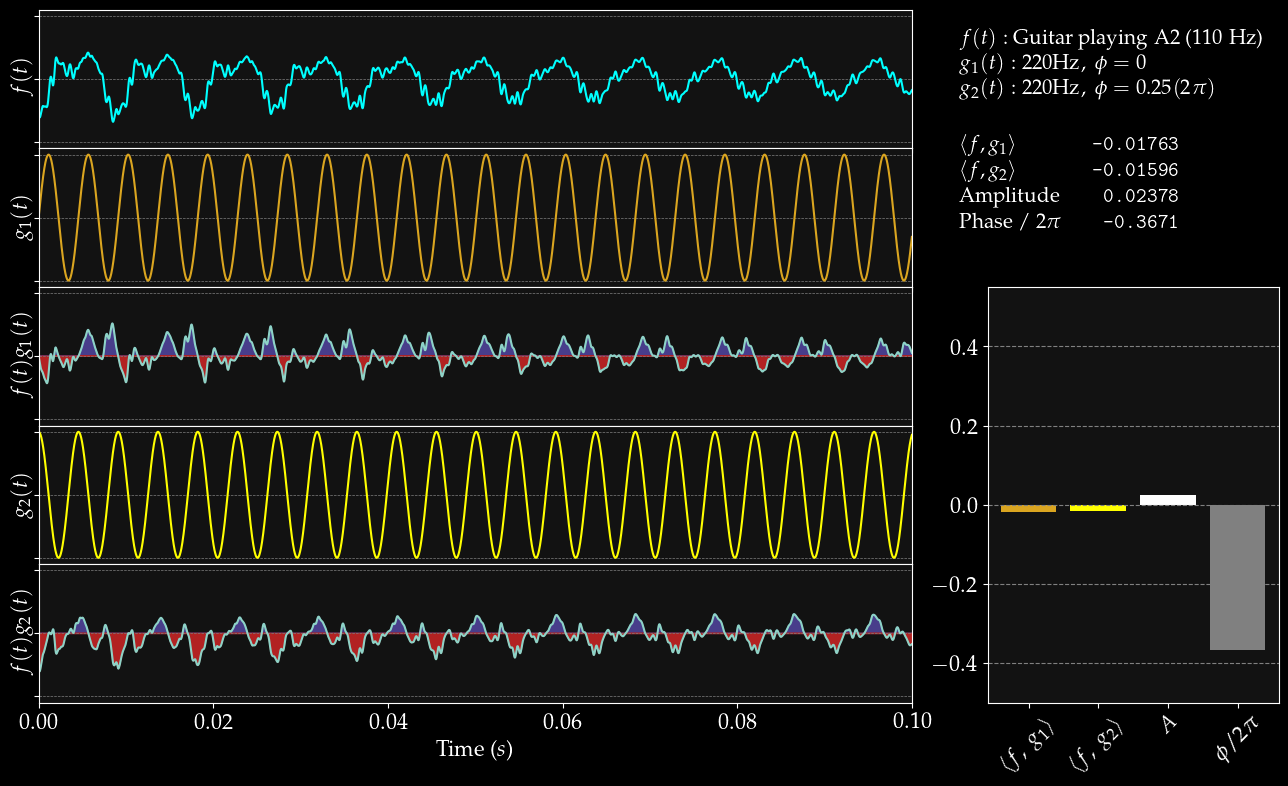 f(t)
g₁(t)
f(t)g₁(t)
g₂(t)
f(t)g₂(t)
0.00 0.02 0.04 0.06 0.08 0.10
Time (s)
f(t) : Guitar playing A2 (110 Hz)
g₁(t) : 220Hz, ϕ = 0
g₂(t) : 220Hz, ϕ = 0.25(2π)
⟨f, g₁⟩ -0.01763
⟨f, g₂⟩ -0.01596
Amplitude 0.02378
Phase / 2π -0.3671
0.4
0.2
0.0
−0.2
−0.4
⟨f, g₁⟩ ⟨f, g₂⟩ A ϕ/2π